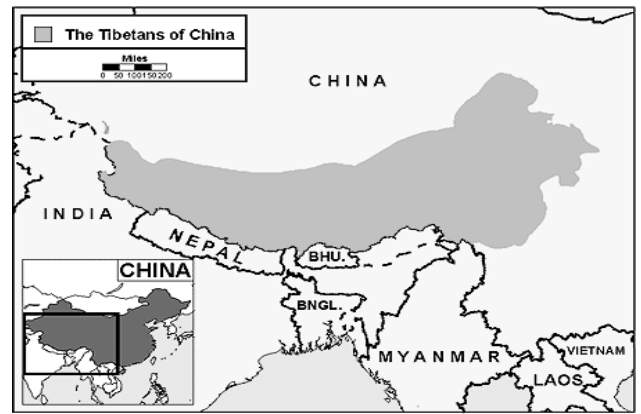 The Tibetans of China
Miles
0 50 100150200
CHINA
INDIA
NEPAL
BHU.
CHINA
BNGL.
MYANMAR
VIETNAM
LAOS